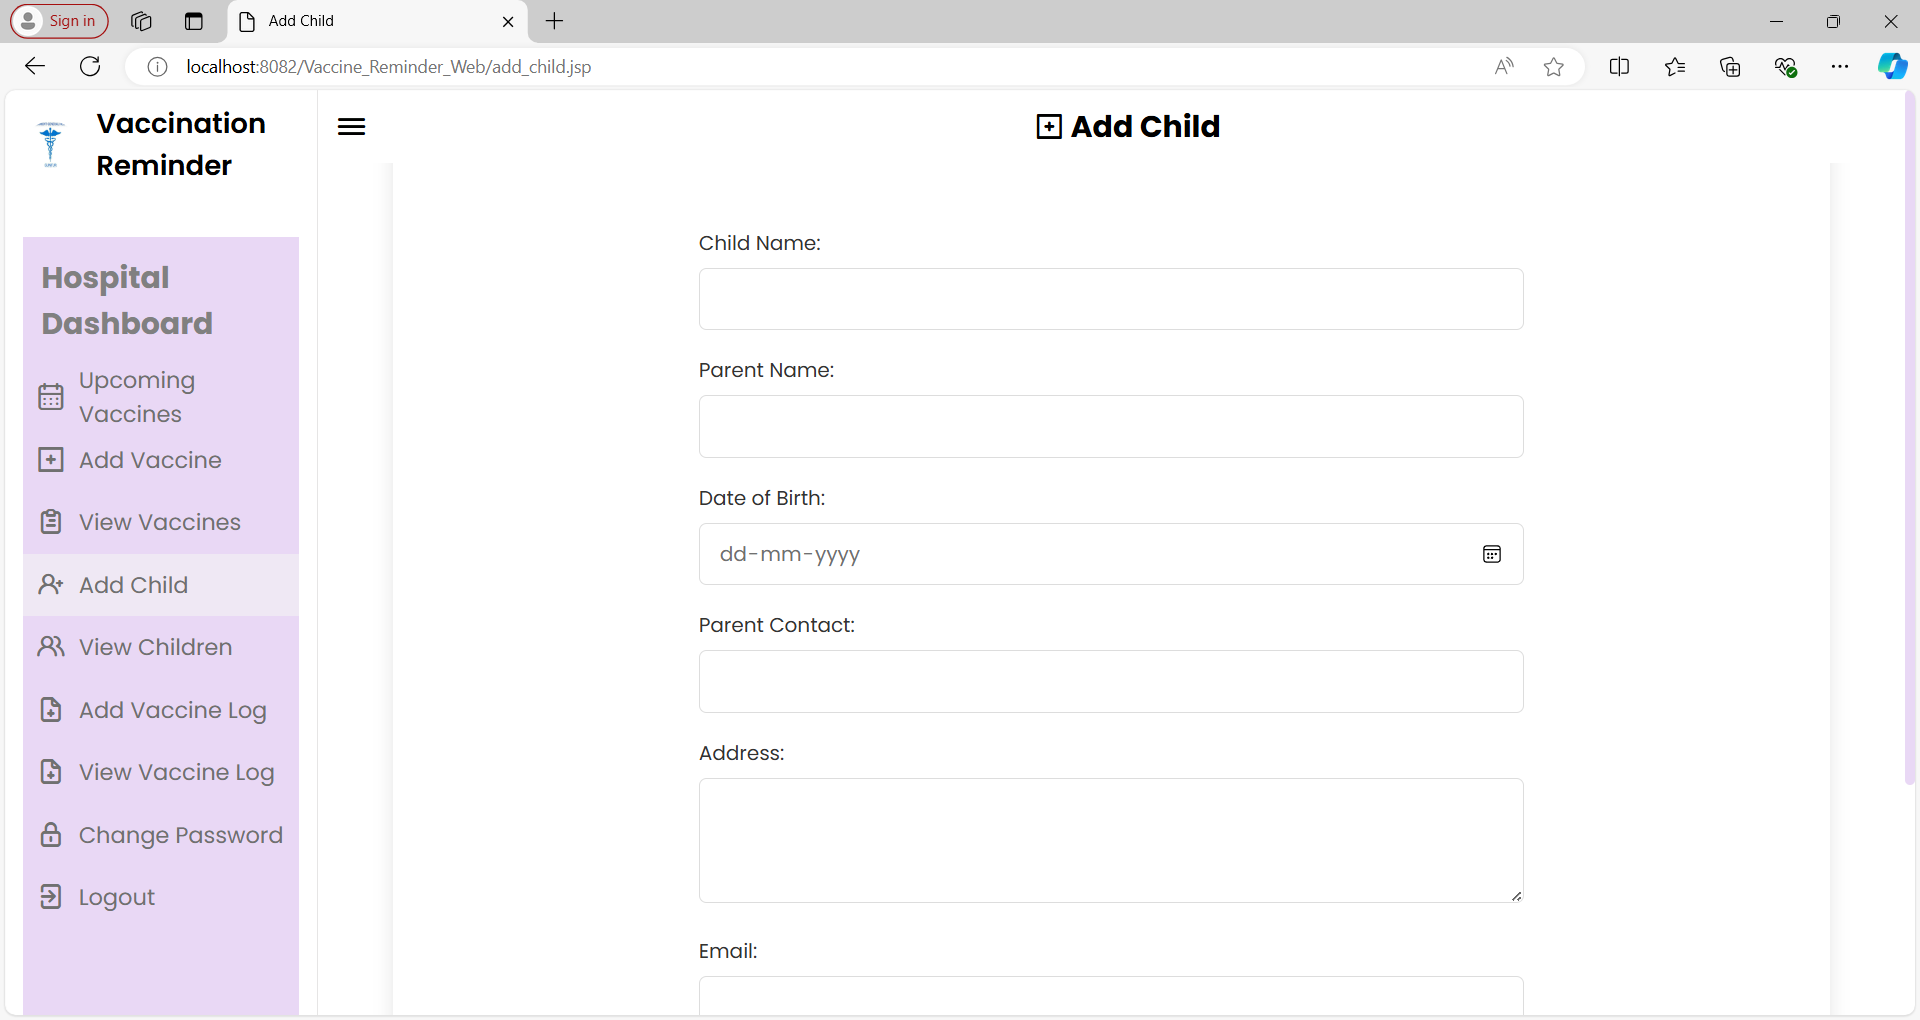 Sign in
Add Child
localhost:8082/Vaccine_Reminder_Web/add_child.jsp
Vaccination
Reminder
Add Child
Hospital
Dashboard
Upcoming
Vaccines
Add Vaccine
View Vaccines
Add Child
View Children
Add Vaccine Log
View Vaccine Log
Change Password
Logout
Child Name:
Parent Name:
Date of Birth:
dd-mm-yyyy
Parent Contact:
Address:
Email: